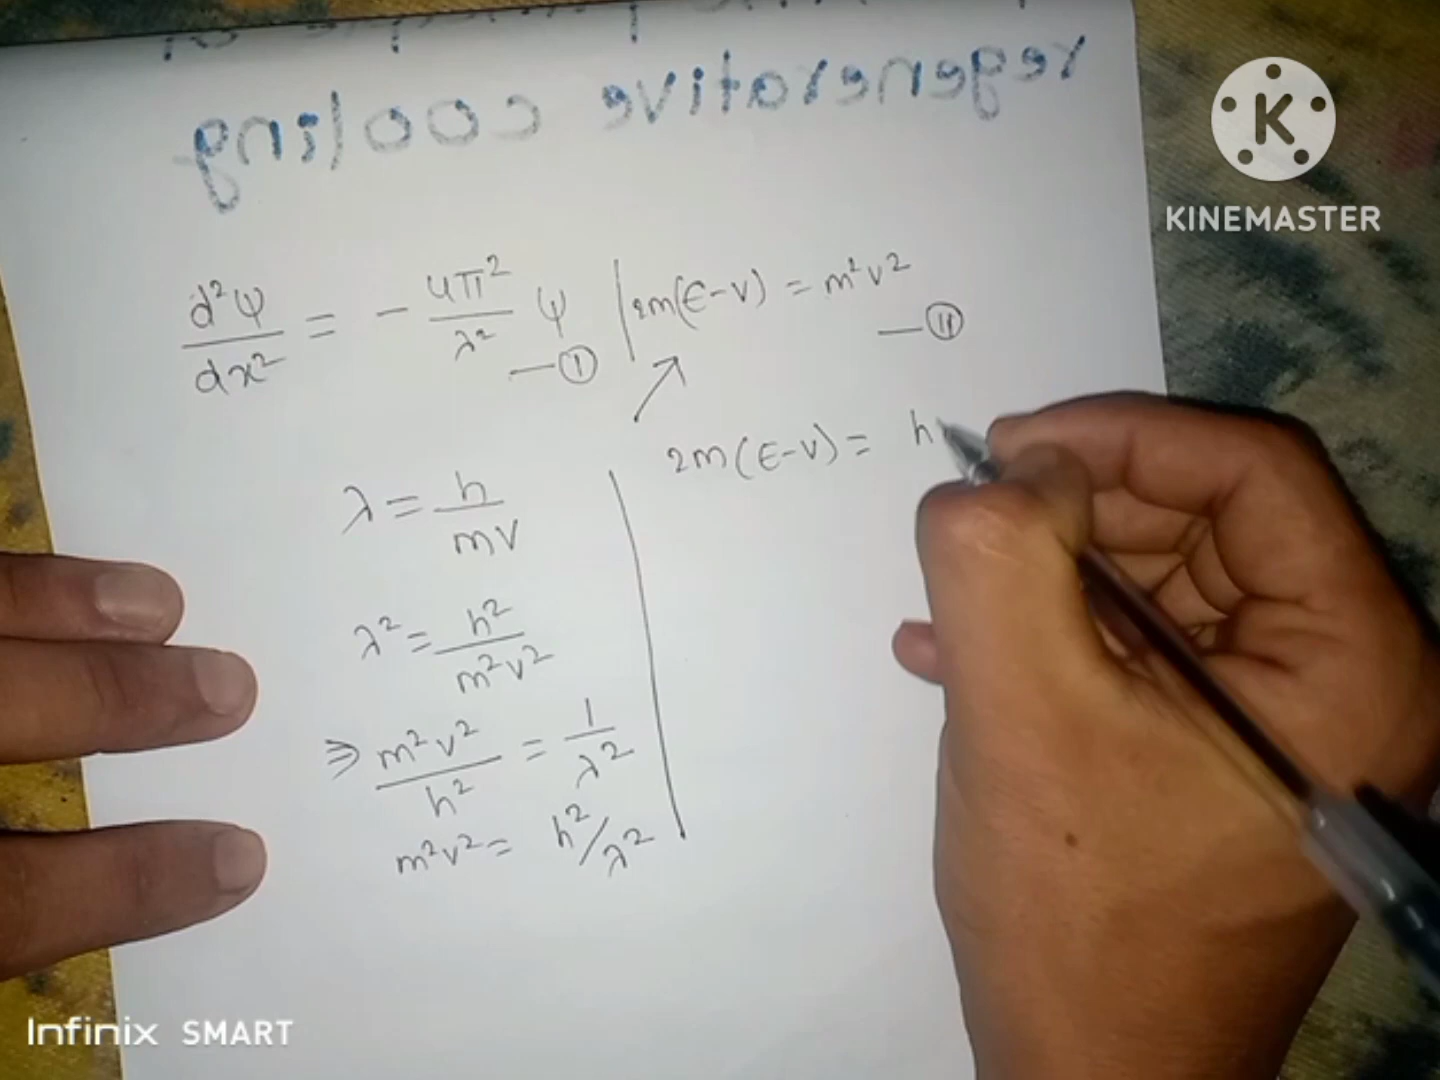 regenerative cooling
K
KINEMASTER
d²ψ/dx² = - 4π²/λ² ψ —①
2m(E-V) = m²v² —⑪
λ = h/mv
λ² = h²/m²v²
⇒ m²v²/h² = 1/λ²
m²v² = h²/λ²
2m(E-V) = h
Infinix SMART